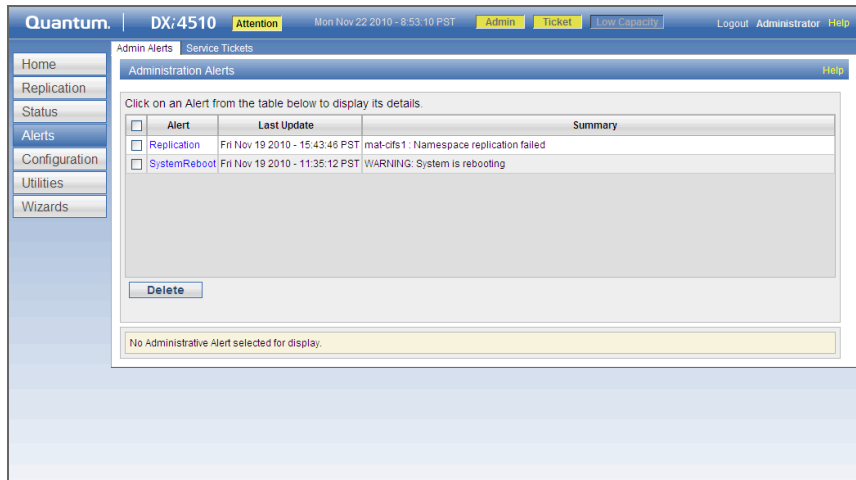 Quantum. DXi4510 Attention Mon Nov 22 2010 - 8:53:10 PST Admin Ticket Low Capacity Logout Administrator Help
Admin Alerts Service Tickets
Home
Replication
Status
Alerts
Configuration
Utilities
Wizards
Administration Alerts Help
Click on an Alert from the table below to display its details.
Alert Last Update Summary
Replication Fri Nov 19 2010 - 15:43:46 PST mat-cifs1 : Namespace replication failed
SystemReboot Fri Nov 19 2010 - 11:35:12 PST WARNING: System is rebooting
Delete
No Administrative Alert selected for display.